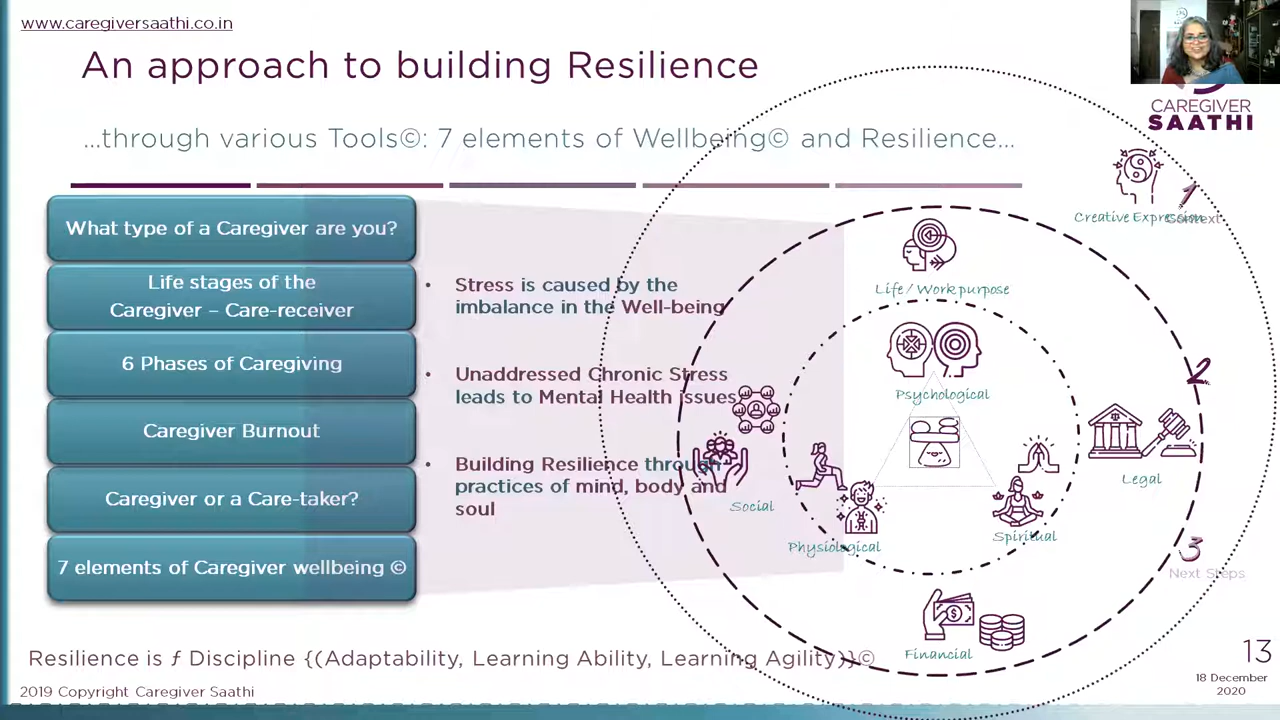 www.caregiversaathi.co.in
An approach to building Resilience
CAREGIVER
SAATHI
...through various Tools©: 7 elements of Wellbeing© and Resilience...
What type of a Caregiver are you?
Life stages of the
Caregiver – Care-receiver
6 Phases of Caregiving
Caregiver Burnout
Caregiver or a Care-taker?
7 elements of Caregiver wellbeing ©
• Stress is caused by the
imbalance in the Well-being
• Unaddressed Chronic Stress
leads to Mental Health issues
• Building Resilience through
practices of mind, body and
soul
Creative Expression
1
Context
Life / Work purpose
Psychological
2
Legal
Social
Physiological
Spiritual
3
Next Steps
Financial
Resilience is ƒ Discipline {(Adaptability, Learning Ability, Learning Agility)}©
13
18 December
2020
2019 Copyright Caregiver Saathi